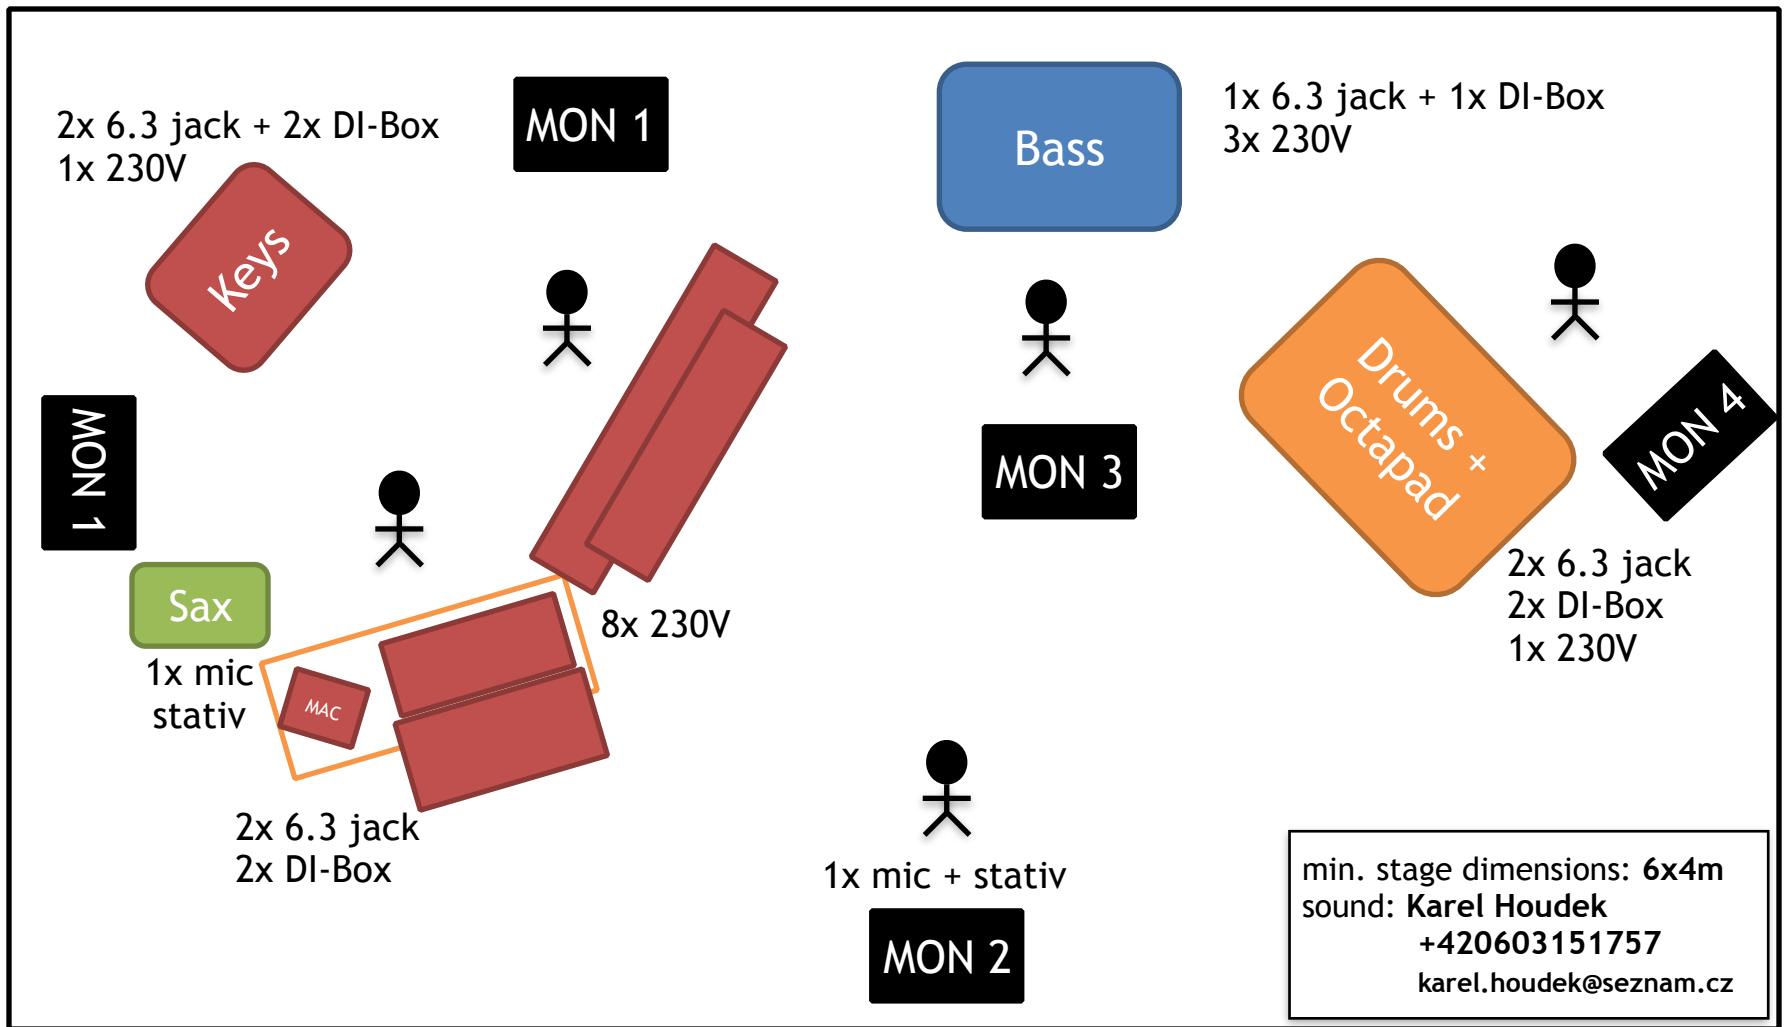 2x 6.3 jack + 2x DI-Box
1x 230V
MON 1
Bass
1x 6.3 jack + 1x DI-Box
3x 230V
Keys
MON 1
MON 3
Drums +
Octapad
MON 4
Sax
1x mic
stativ
8x 230V
MAC
2x 6.3 jack
2x DI-Box
1x 230V
2x 6.3 jack
2x DI-Box
1x mic + stativ
MON 2
min. stage dimensions: 6x4m
sound: Karel Houdek
+420603151757
karel.houdek@seznam.cz